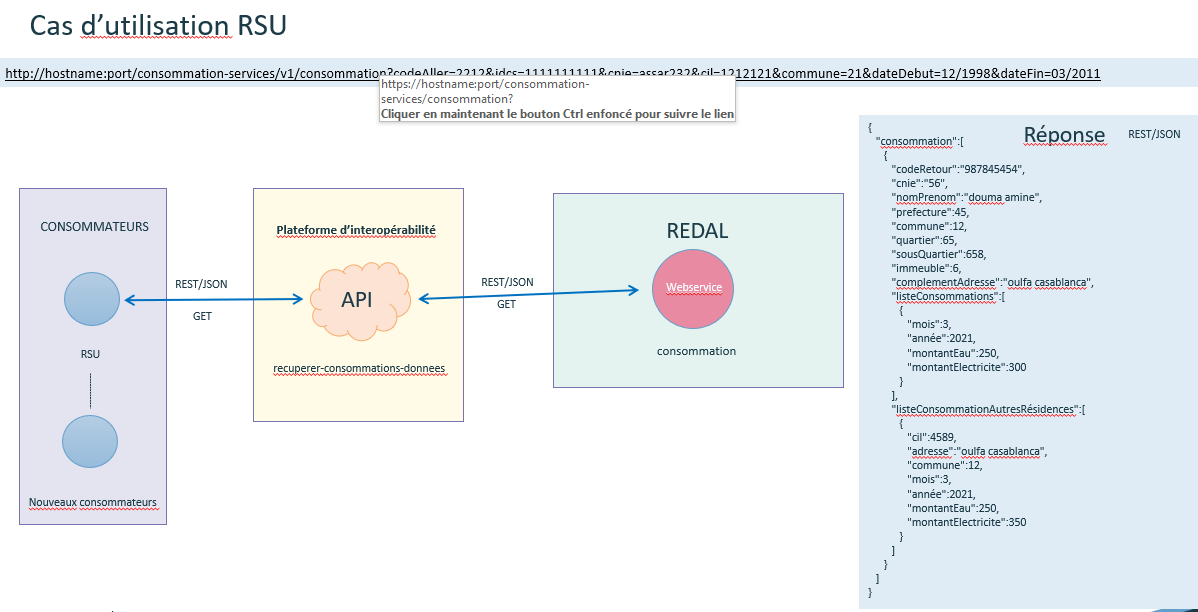 Cas d’utilisation RSU
http://hostname:port/consommation-services/v1/consommation?codeAller=2212&idcs=1111111111&cnie=assar232&cil=1212121&commune=21&dateDebut=12/1998&dateFin=03/2011
https://hostname:port/consommation-
services/consommation?
Cliquer en maintenant le bouton Ctrl enfoncé pour suivre le lien
CONSOMMATEURS
RSU
Nouveaux consommateurs
REST/JSON
GET
Plateforme d’interopérabilité
API
recuperer-consommations-donnees
REST/JSON
GET
REDAL
Webservice
consommation
Réponse
REST/JSON
{
"consommation":[
{
"codeRetour":"987845454",
"cnie":"56",
"nomPrenom":"douma amine",
"prefecture":45,
"commune":12,
"quartier":65,
"sousQuartier":658,
"immeuble":6,
"complementAdresse":"oulfa casablanca",
"listeConsommations":[
{
"mois":3,
"année":2021,
"montantEau":250,
"montantElectricite":300
}
],
"listeConsommationAutresRésidences":[
{
"cil":4589,
"adresse":"oulfa casablanca",
"commune":12,
"mois":3,
"année":2021,
"montantEau":250,
"montantElectricite":350
}
]
}
]
}